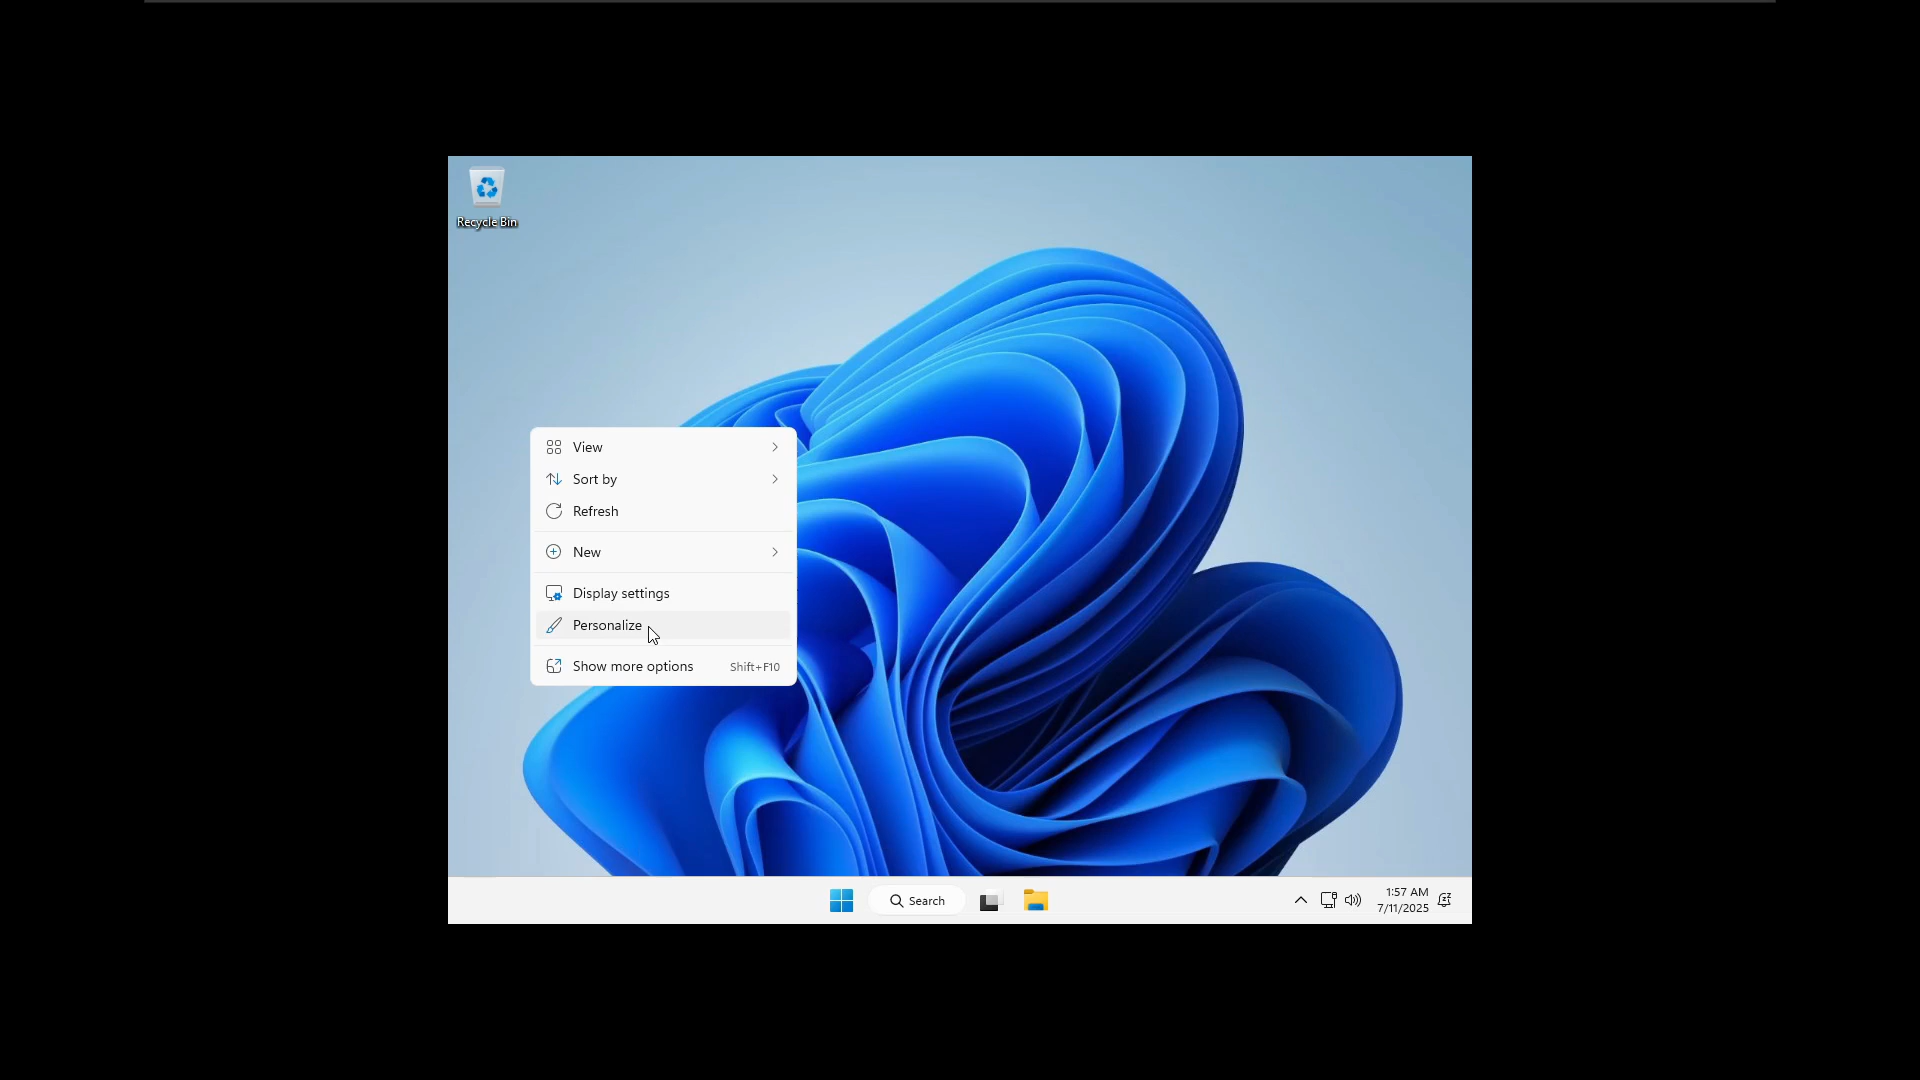 Recycle Bin
View
Sort by
Refresh
New
Display settings
Personalize
Show more options Shift+F10
Search
1:57 AM
7/11/2025